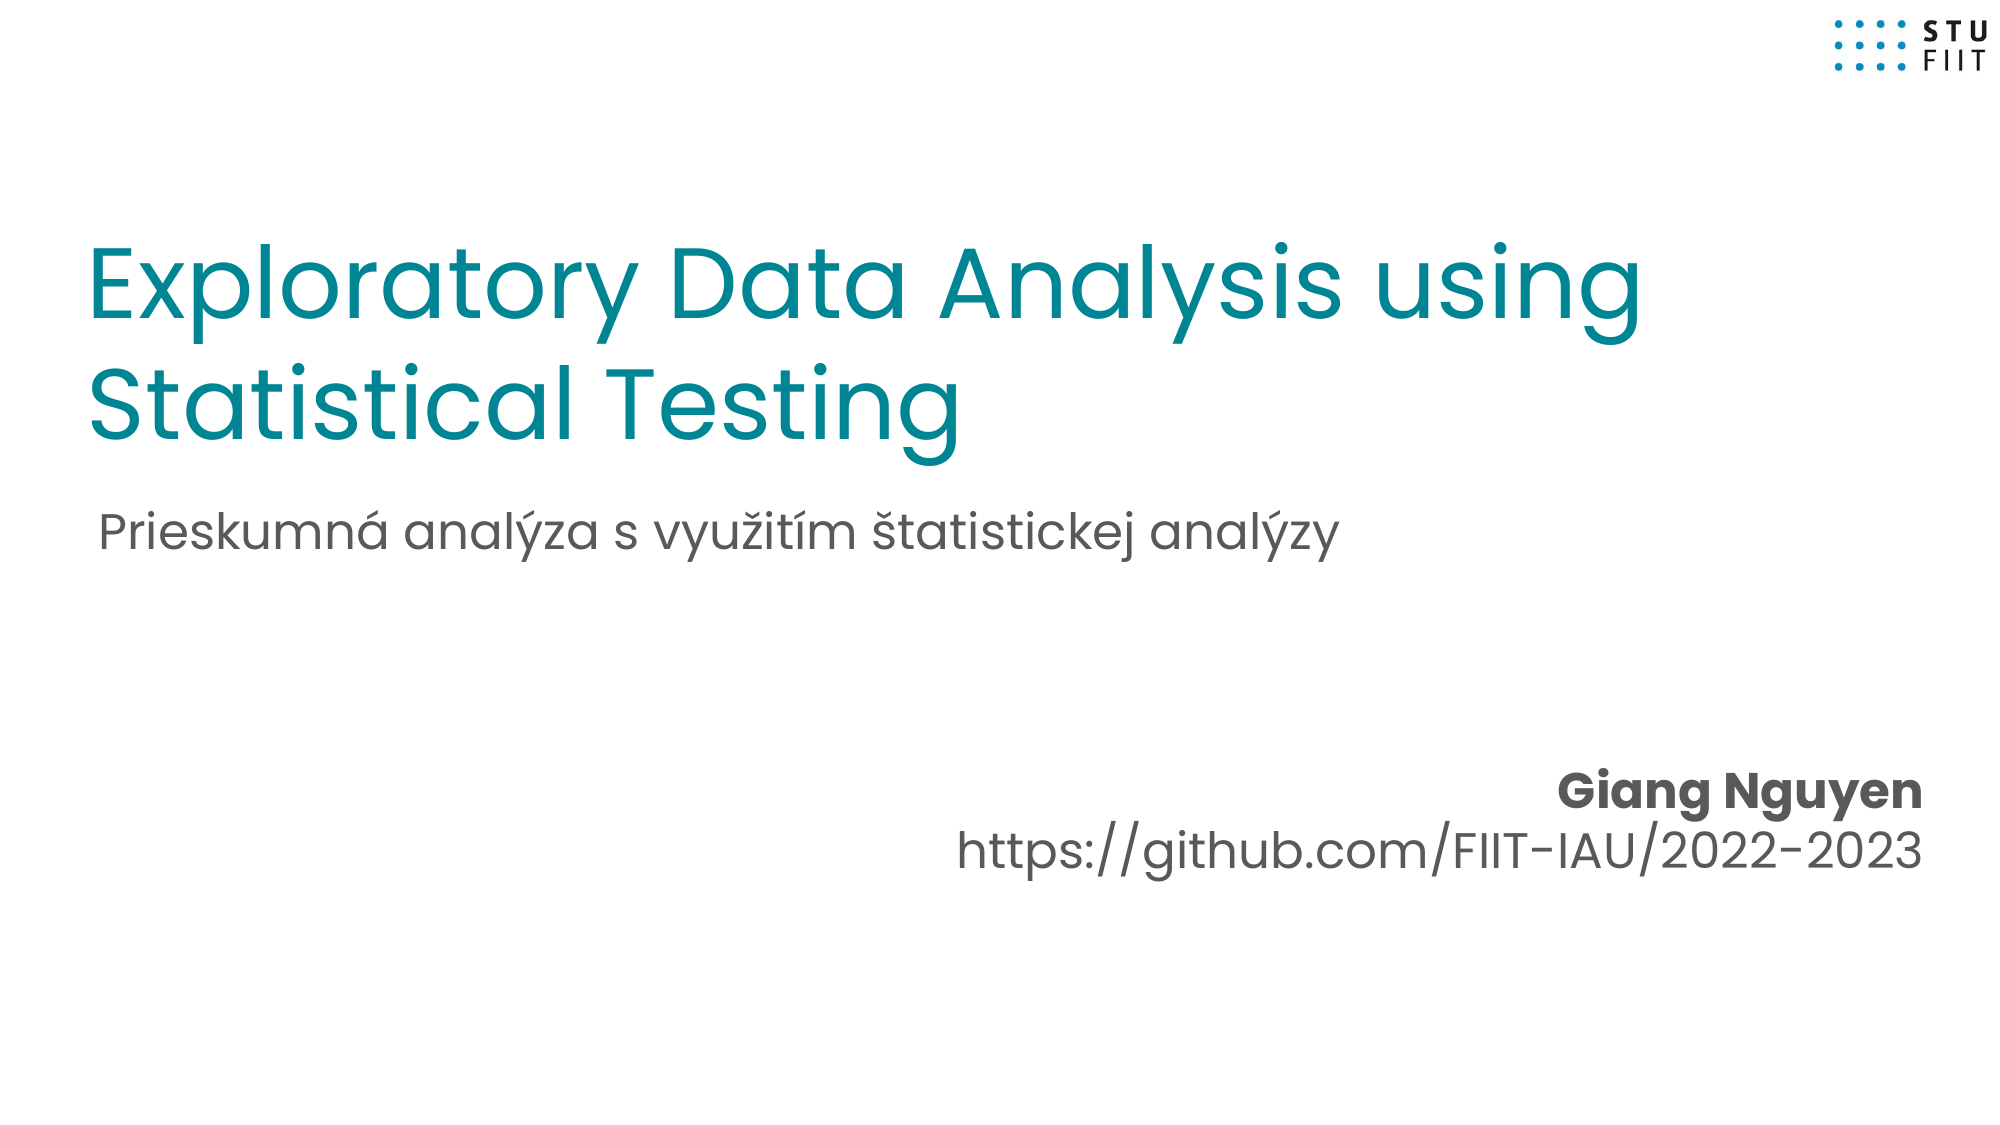 STU
FIIT
Exploratory Data Analysis using
Statistical Testing
Prieskumná analýza s využitím štatistickej analýzy
Giang Nguyen
https://github.com/FIIT-IAU/2022-2023